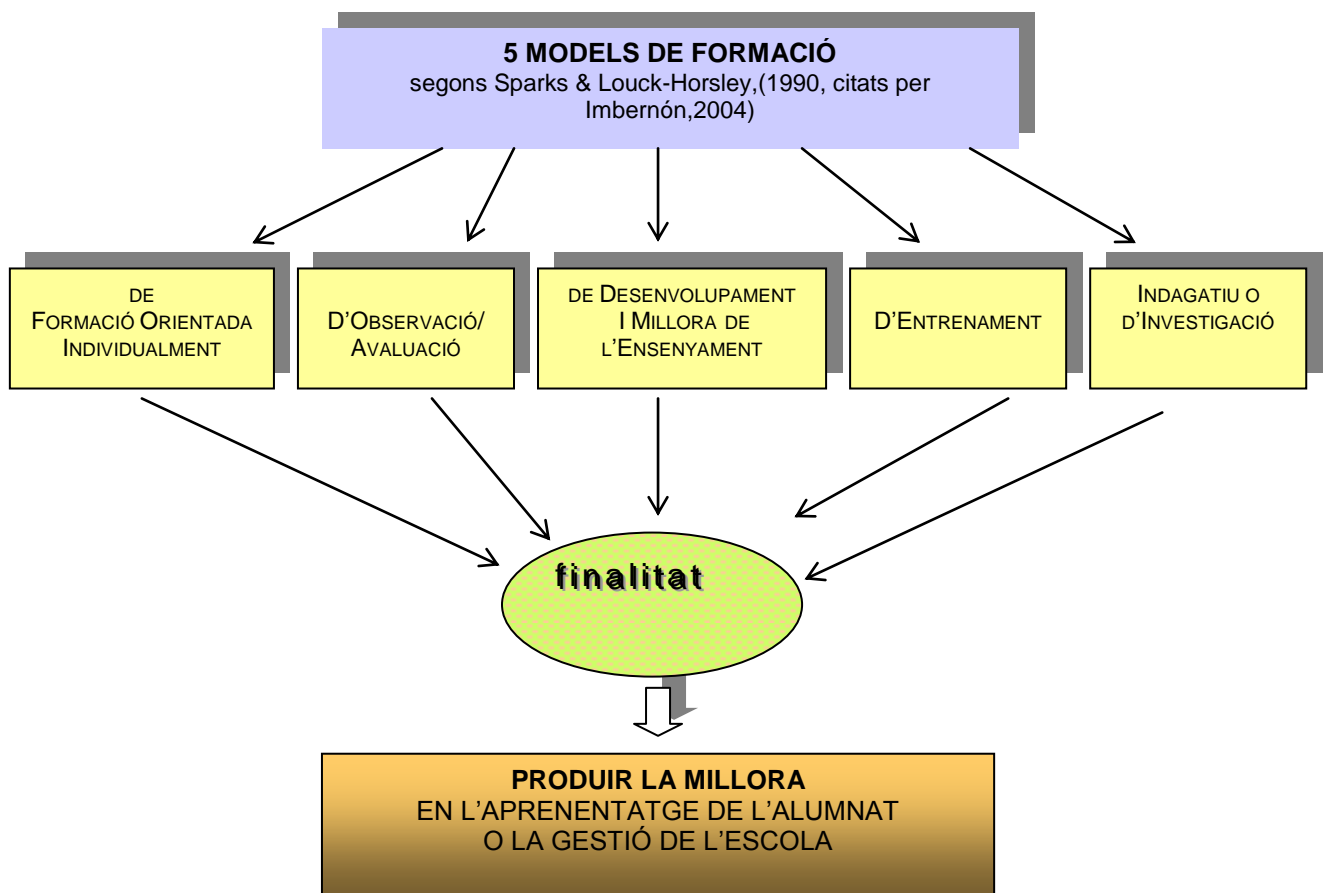 5 MODELS DE FORMACIÓ
segons Sparks & Louck-Horsley,(1990, citats per
Imbernón,2004)
DE
FORMACIÓ ORIENTADA
INDIVIDUALMENT
D'OBSERVACIÓ/
AVALUACIÓ
DE DESENVOLUPAMENT
I MILLORA DE
L'ENSENYAMENT
D'ENTRENAMENT
INDAGATIU O
D'INVESTIGACIÓ
finalitat
PRODUIR LA MILLORA
EN L'APRENENTATGE DE L'ALUMNAT
O LA GESTIÓ DE L'ESCOLA